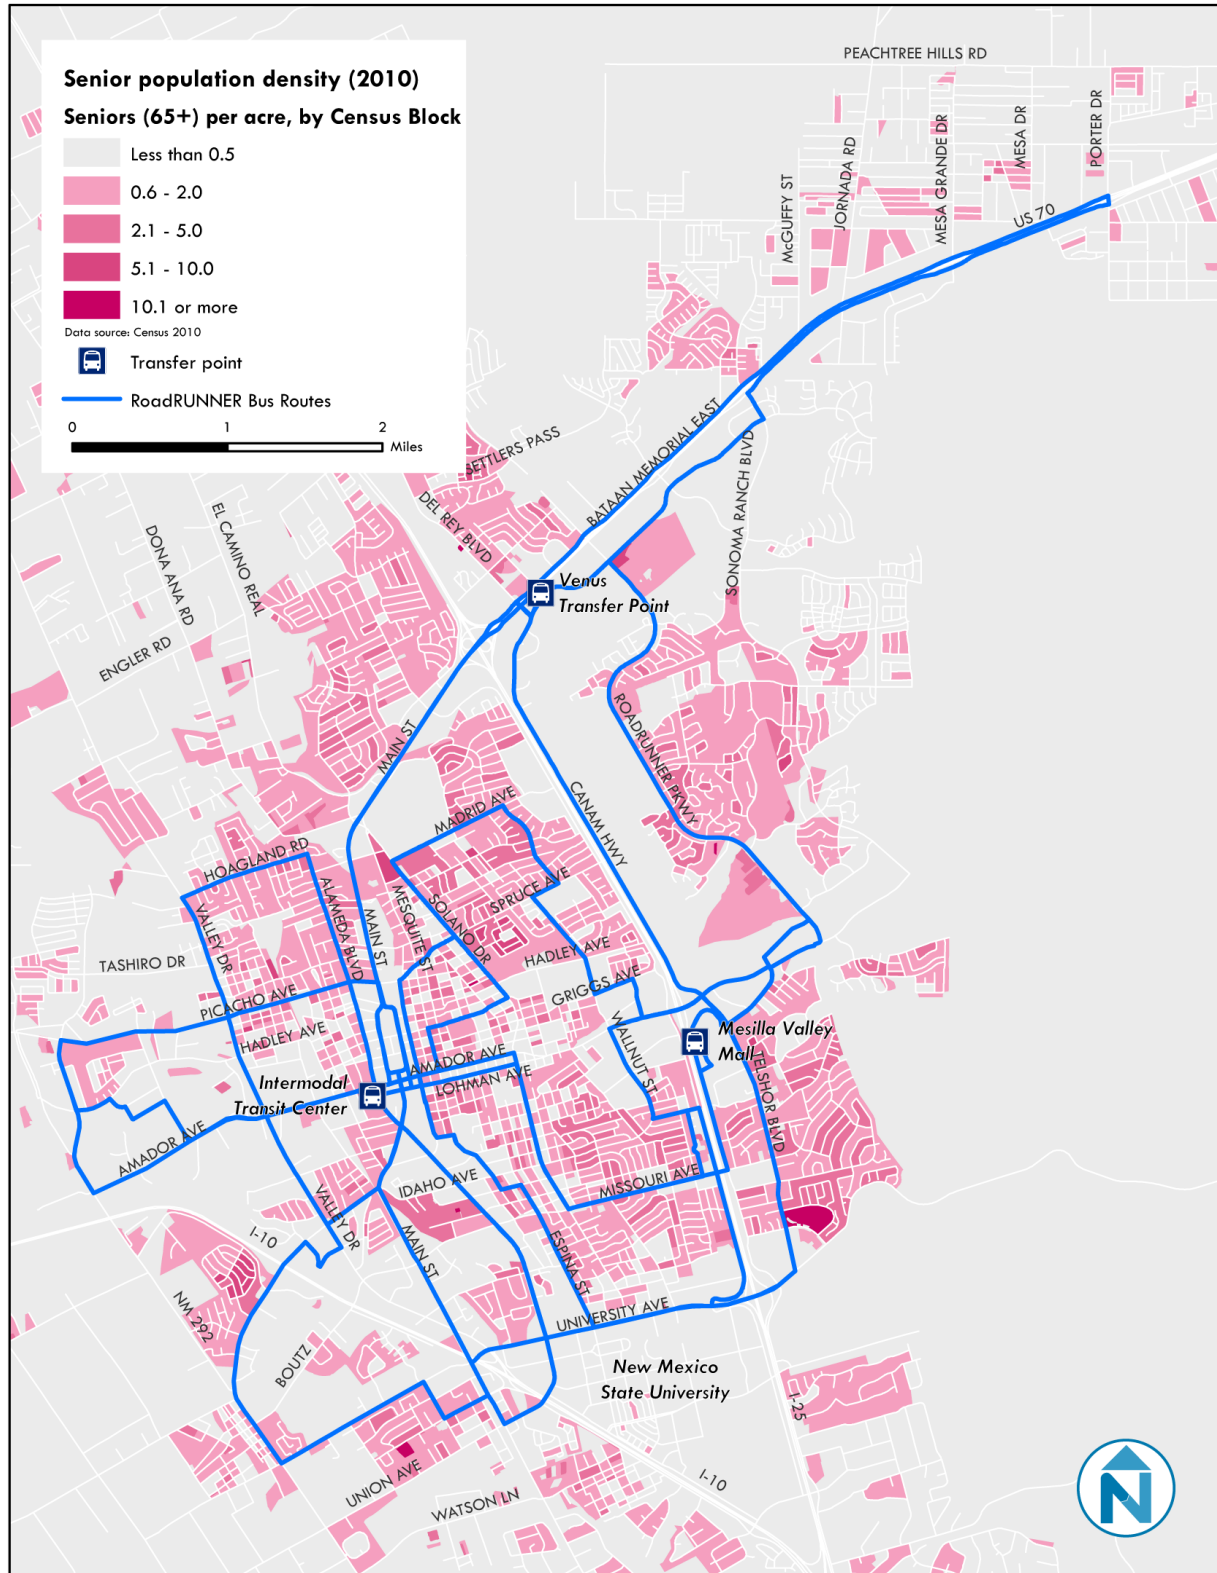 Senior population density (2010)
Seniors (65+) per acre, by Census Block
Less than 0.5
0.6 - 2.0
2.1 - 5.0
5.1 - 10.0
10.1 or more
Data source: Census 2010
Transfer point
RoadRUNNER Bus Routes
0 1 2
Miles
PEACHTREE HILLS RD
McGUFFY ST
JORNADA RD
MESA GRANDE DR
MESA DR
PORTER DR
US 70
SETTLERS PASS
DEL REY BLVD
BATAAN MEMORIAL EAST
SONOMA RANCH BLVD
EL CAMINO REAL
DONA ANA RD
ENGLER RD
Venus
Transfer Point
MAIN ST
ROADRUNNER PKWY
CANAM HWY
MADRID AVE
HOAGLAND RD
ALAMEDA BLVD
MAIN ST
MESQUITE ST
SOLANO DR
SPRUCE AVE
VALLEY DR
TASHIRO DR
HADLEY AVE
GRIGGS AVE
PICACHO AVE
HADLEY AVE
WALLNUT ST
Mesilla Valley
Mall
TELSHOR BLVD
AMADOR AVE
LOHMAN AVE
Intermodal
Transit Center
AMADOR AVE
IDAHO AVE
MISSOURI AVE
VALLEY DR
MAIN ST
I-10
ESPINA ST
NM 292
UNIVERSITY AVE
BOUTZ
New Mexico
State University
I-25
UNION AVE
WATSON LN
I-10
N